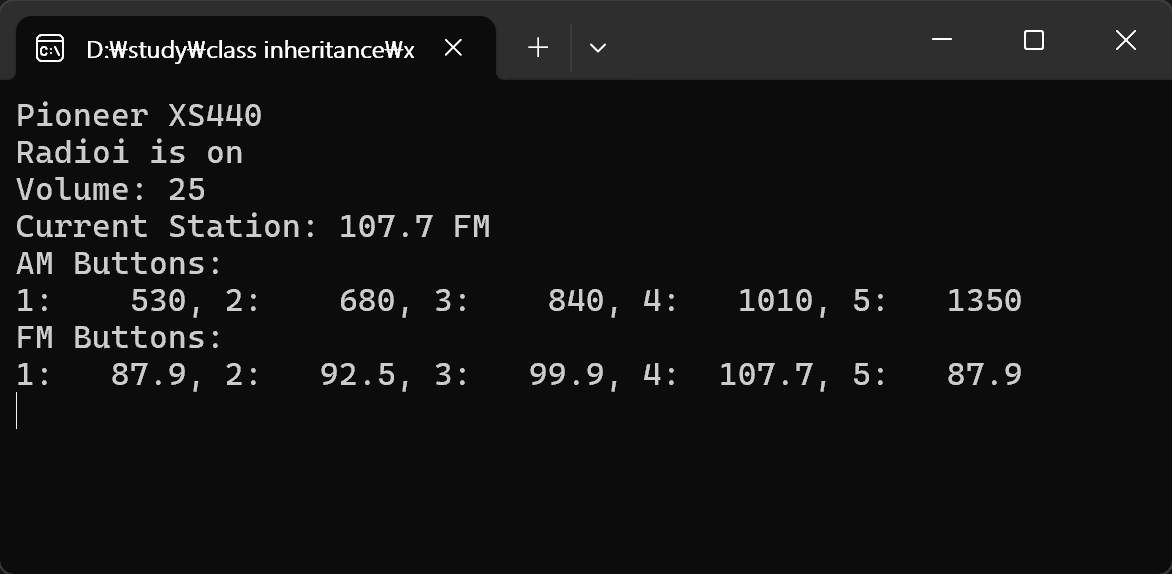 D:₩study₩class inheritance₩x
Pioneer XS440
Radioi is on
Volume: 25
Current Station: 107.7 FM
AM Buttons:
1:    530, 2:    680, 3:    840, 4:   1010, 5:   1350
FM Buttons:
1:   87.9, 2:   92.5, 3:   99.9, 4:  107.7, 5:   87.9